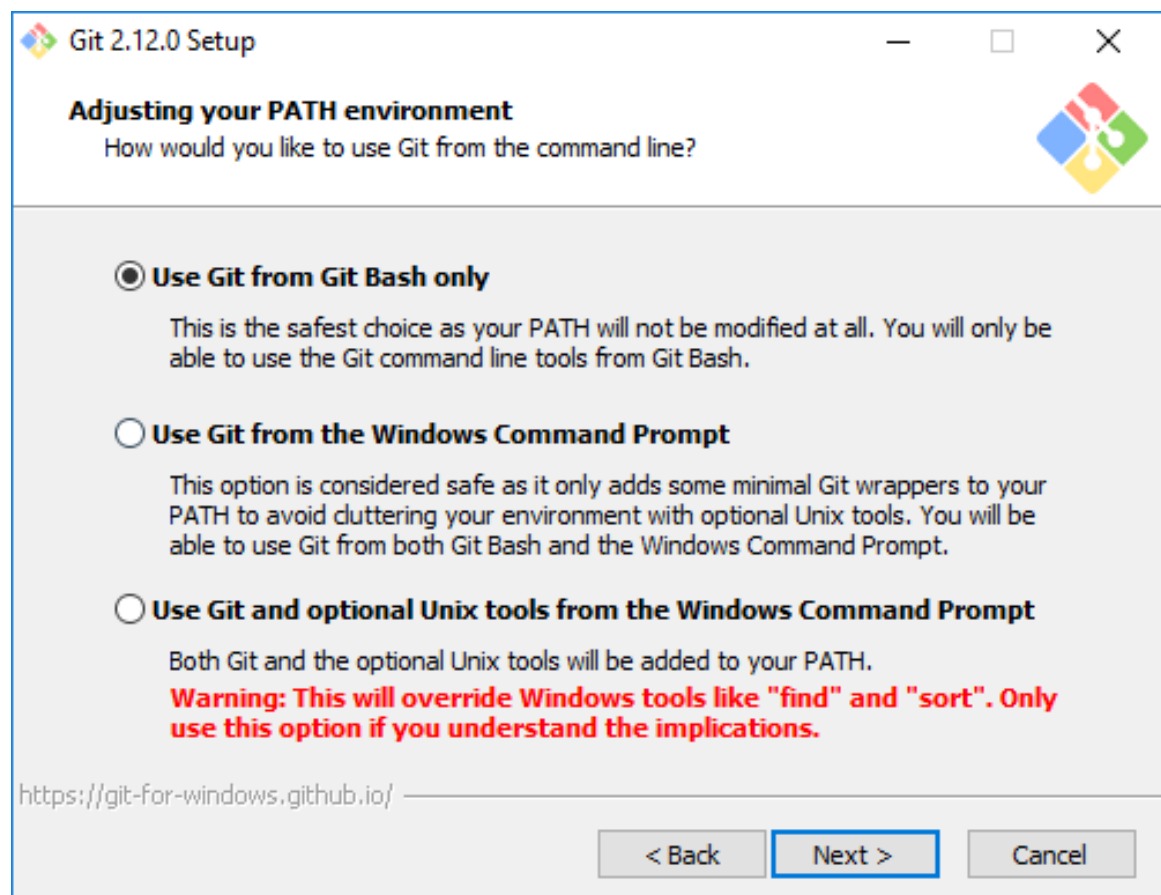 Git 2.12.0 Setup
Adjusting your PATH environment
How would you like to use Git from the command line?
Use Git from Git Bash only
This is the safest choice as your PATH will not be modified at all. You will only be
able to use the Git command line tools from Git Bash.
Use Git from the Windows Command Prompt
This option is considered safe as it only adds some minimal Git wrappers to your
PATH to avoid cluttering your environment with optional Unix tools. You will be
able to use Git from both Git Bash and the Windows Command Prompt.
Use Git and optional Unix tools from the Windows Command Prompt
Both Git and the optional Unix tools will be added to your PATH.
Warning: This will override Windows tools like "find" and "sort". Only
use this option if you understand the implications.
https://git-for-windows.github.io/
< Back Next > Cancel